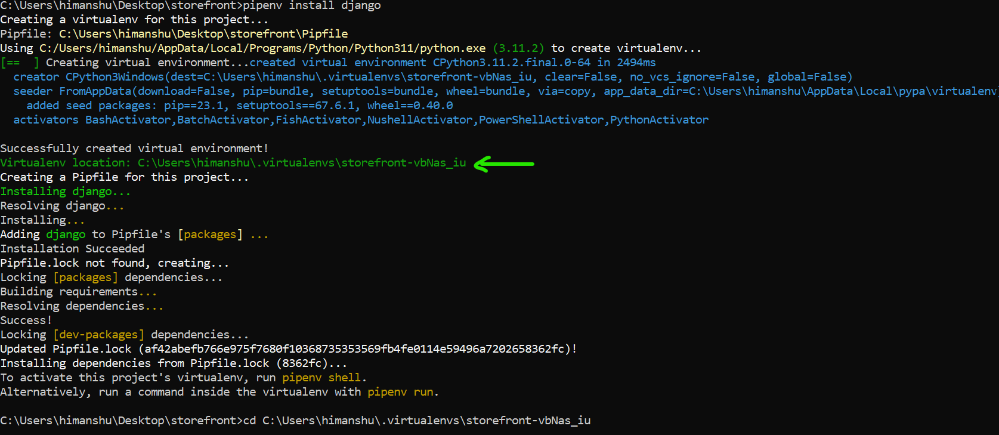 C:\Users\himanshu\Desktop\storefront>pipenv install django
Creating a virtualenv for this project...
Pipfile: C:\Users\himanshu\Desktop\storefront\Pipfile
Using C:/Users/himanshu/AppData/Local/Programs/Python/Python311/python.exe (3.11.2) to create virtualenv...
[==  ] Creating virtual environment...created virtual environment CPython3.11.2.final.0-64 in 2494ms
  creator CPython3Windows(dest=C:\Users\himanshu\.virtualenvs\storefront-vbNas_iu, clear=False, no_vcs_ignore=False, global=False)
  seeder FromAppData(download=False, pip=bundle, setuptools=bundle, wheel=bundle, via=copy, app_data_dir=C:\Users\himanshu\AppData\Local\pypa\virtualenv)
    added seed packages: pip==23.1, setuptools==67.6.1, wheel==0.40.0
  activators BashActivator,BatchActivator,FishActivator,NushellActivator,PowerShellActivator,PythonActivator

Successfully created virtual environment!
Virtualenv location: C:\Users\himanshu\.virtualenvs\storefront-vbNas_iu
Creating a Pipfile for this project...
Installing django...
Resolving django...
Installing...
Adding django to Pipfile's [packages] ...
Installation Succeeded
Pipfile.lock not found, creating...
Locking [packages] dependencies...
Building requirements...
Resolving dependencies...
Success!
Locking [dev-packages] dependencies...
Updated Pipfile.lock (af42abefb766e975f7680f10368735353569fb4fe0114e59496a7202658362fc)!
Installing dependencies from Pipfile.lock (8362fc)...
To activate this project's virtualenv, run pipenv shell.
Alternatively, run a command inside the virtualenv with pipenv run.

C:\Users\himanshu\Desktop\storefront>cd C:\Users\himanshu\.virtualenvs\storefront-vbNas_iu